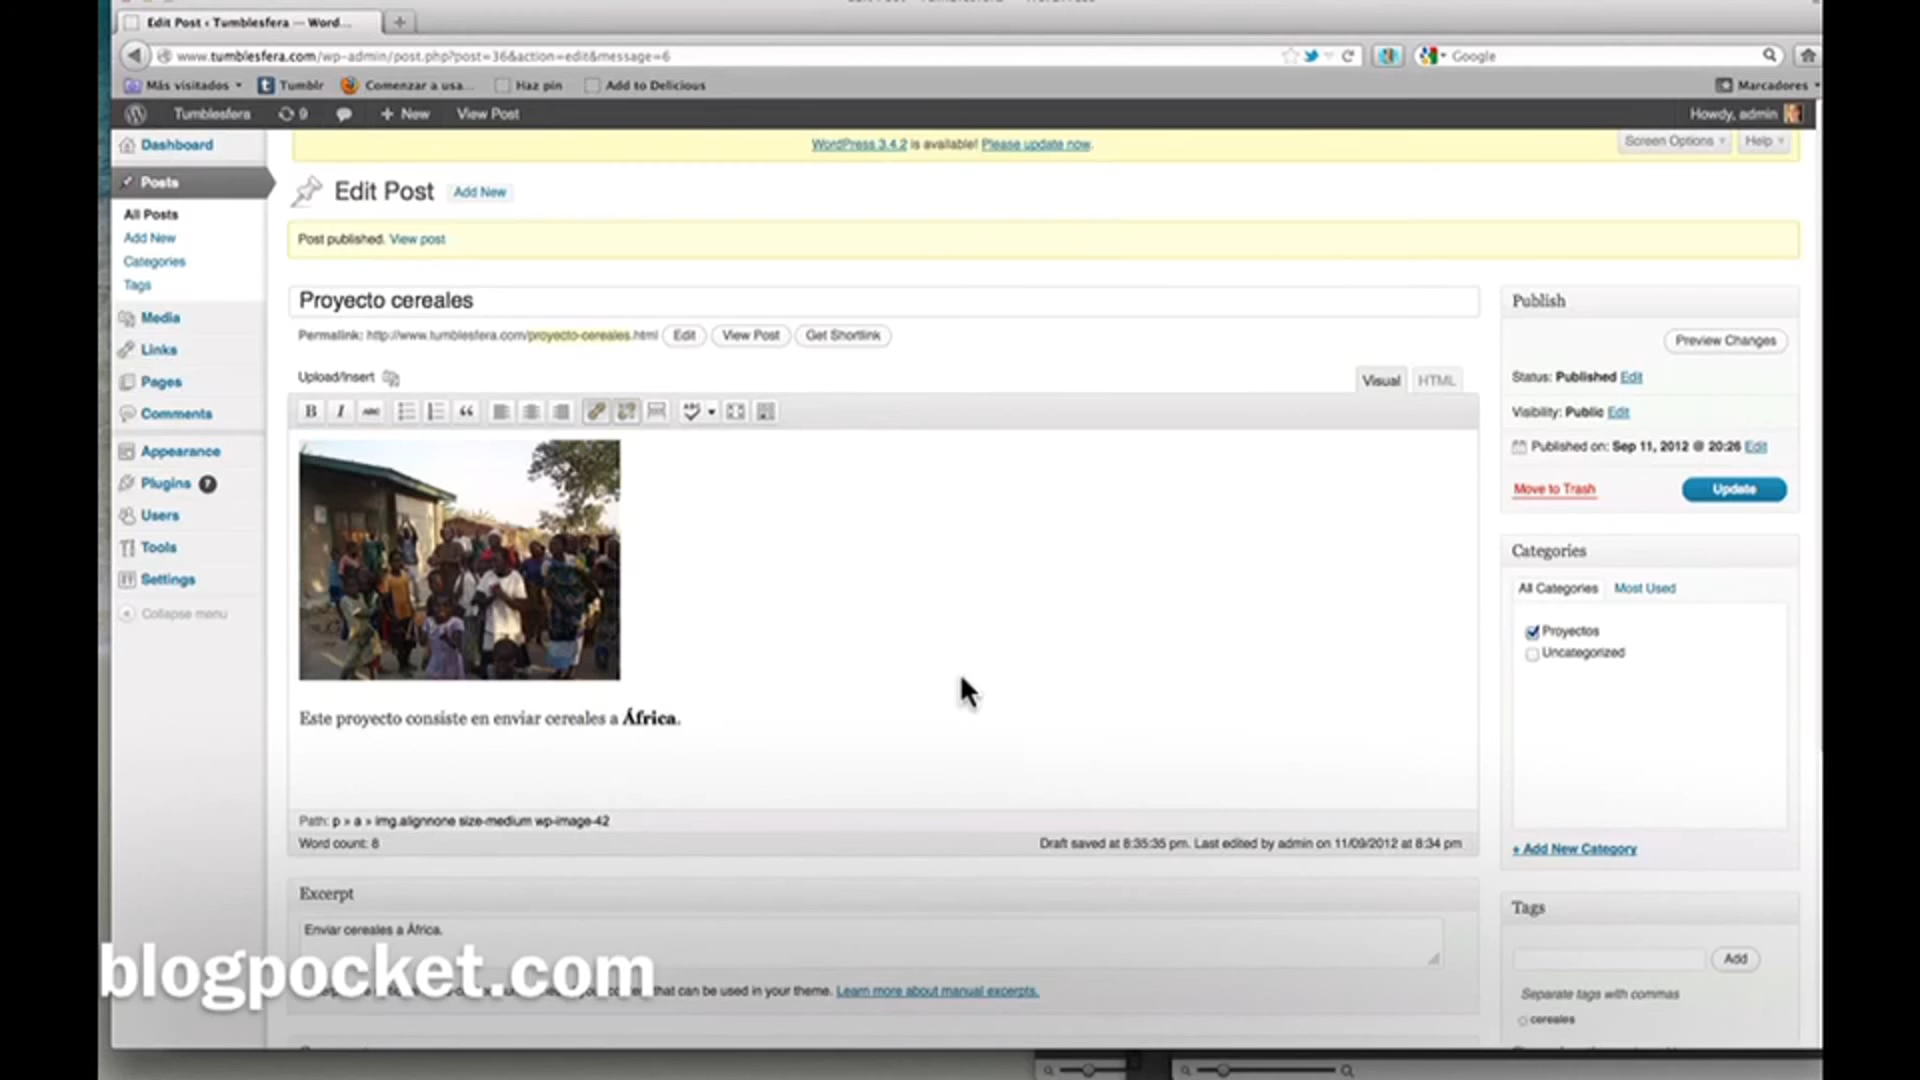 Edit Post ‹ Tumblesfera — Word...
www.tumblesfera.com/wp-admin/post.php?post=36&action=edit&message=6
Google
Más visitados
Tumblr
Comenzar a usa...
Haz pin
Add to Delicious
Marcadores
Tumblesfera
9
+ New
View Post
Howdy, admin
WordPress 3.4.2 is available! Please update now.
Screen Options
Help
Dashboard
Posts
All Posts
Add New
Categories
Tags
Media
Links
Pages
Comments
Appearance
Plugins 7
Users
Tools
Settings
Collapse menu
Edit Post
Add New
Post published. View post
Proyecto cereales
Permalink: http://www.tumblesfera.com/proyecto-cereales.html
Edit
View Post
Get Shortlink
Upload/Insert
Visual
HTML
B
I
ABC
Este proyecto consiste en enviar cereales a África.
Path: p » a » img.alignnone size-medium wp-image-42
Word count: 8
Draft saved at 8:35:35 pm. Last edited by admin on 11/09/2012 at 8:34 pm
Excerpt
Enviar cereales a África.
that can be used in your theme. Learn more about manual excerpts.
blogpocket.com
Publish
Preview Changes
Status: Published Edit
Visibility: Public Edit
Published on: Sep 11, 2012 @ 20:26 Edit
Move to Trash
Update
Categories
All Categories
Most Used
Proyectos
Uncategorized
+ Add New Category
Tags
Add
Separate tags with commas
cereales